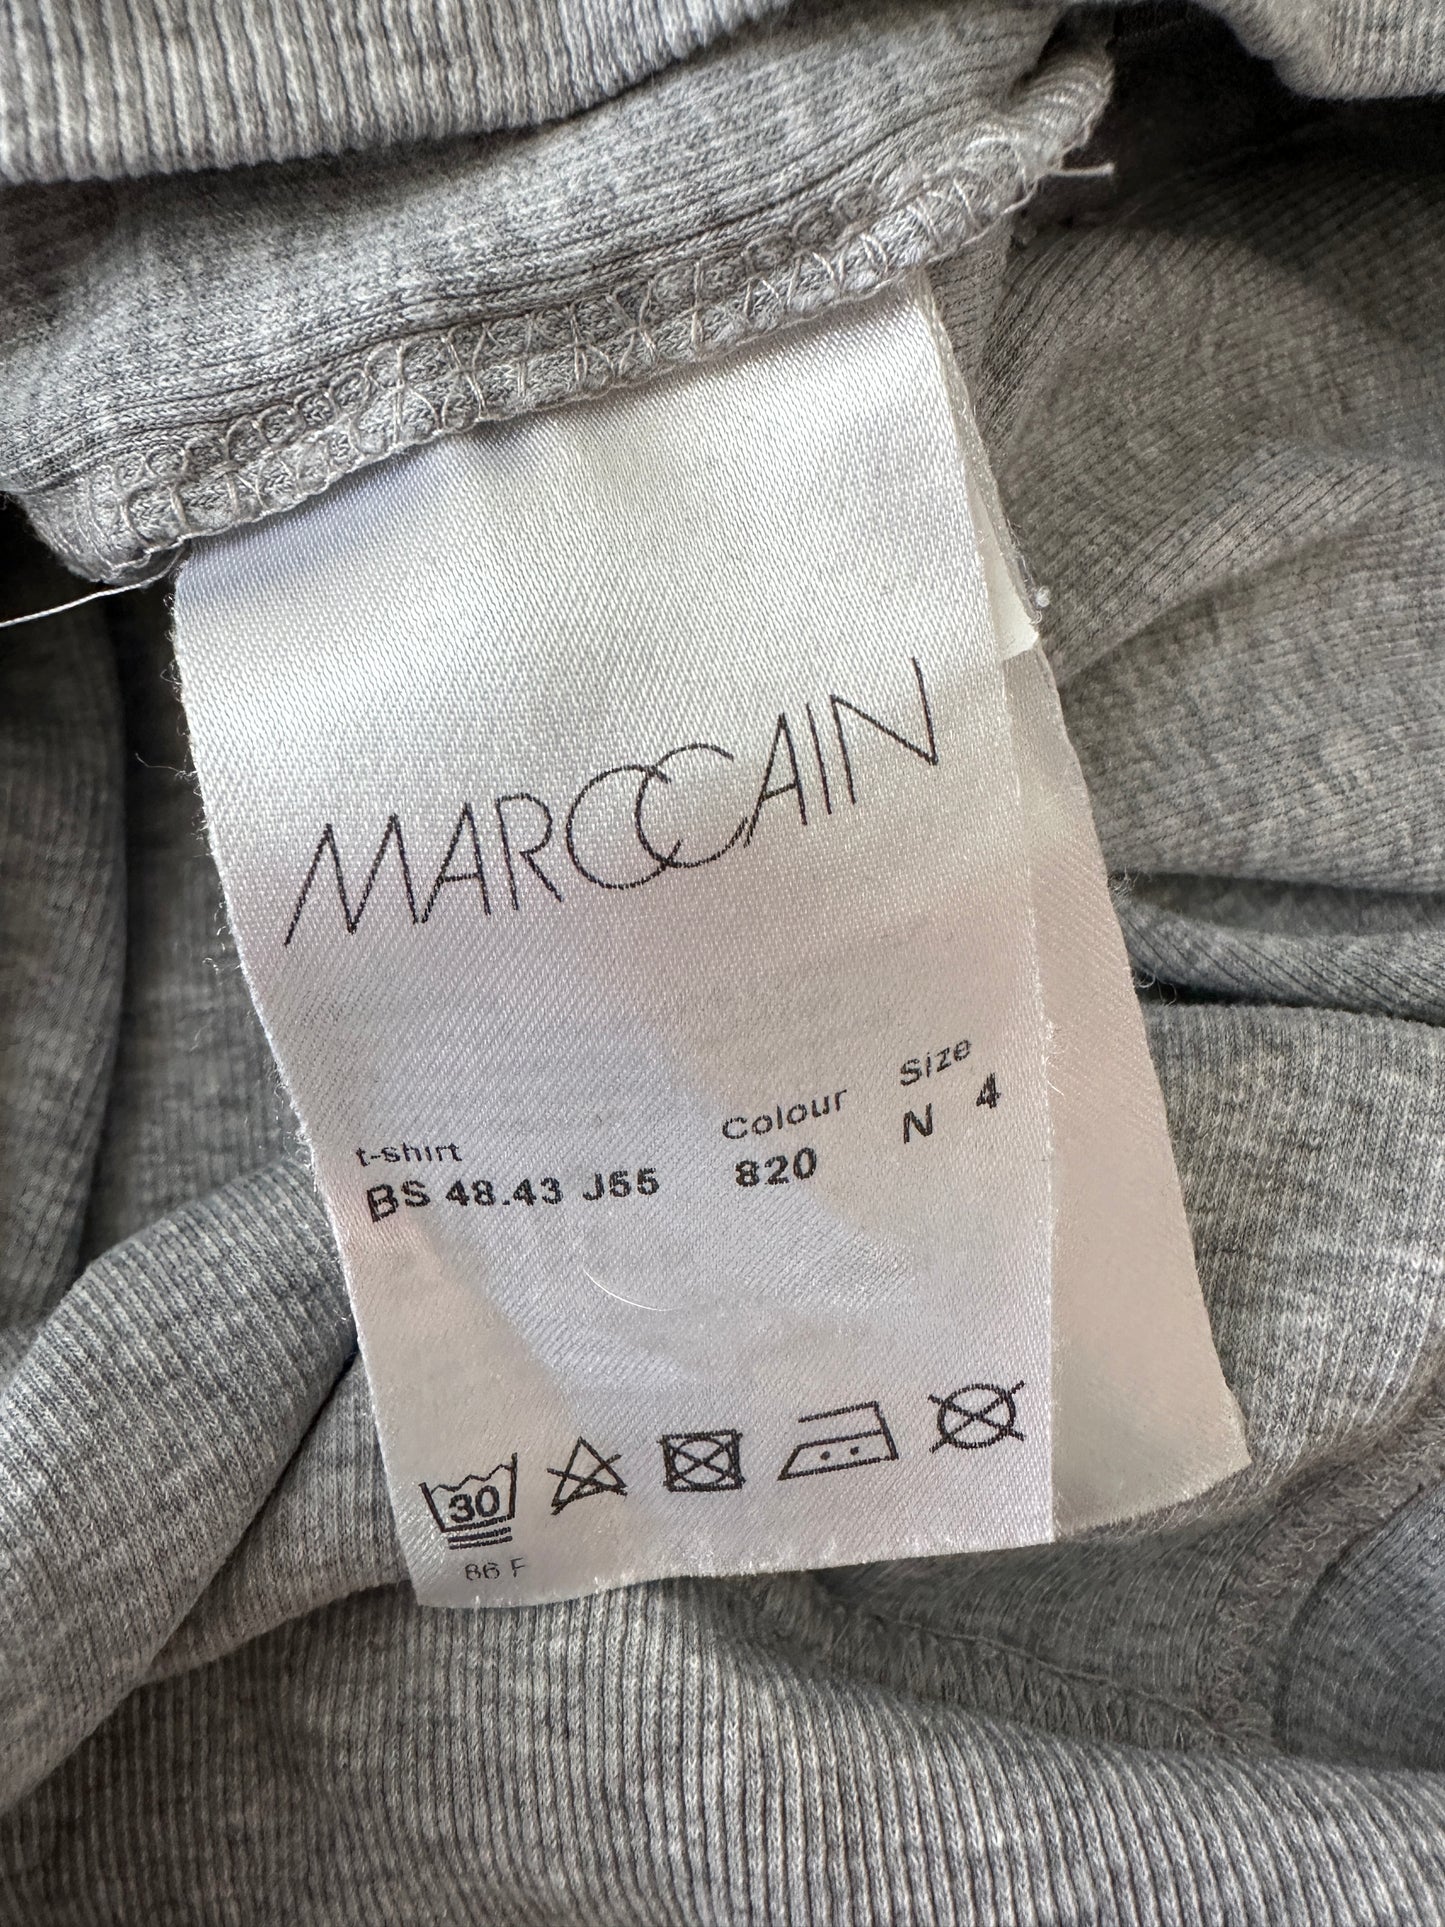 MARCCAIN
t-shirt Colour Size
BS 48.43 J55 820 N 4
30
86 F